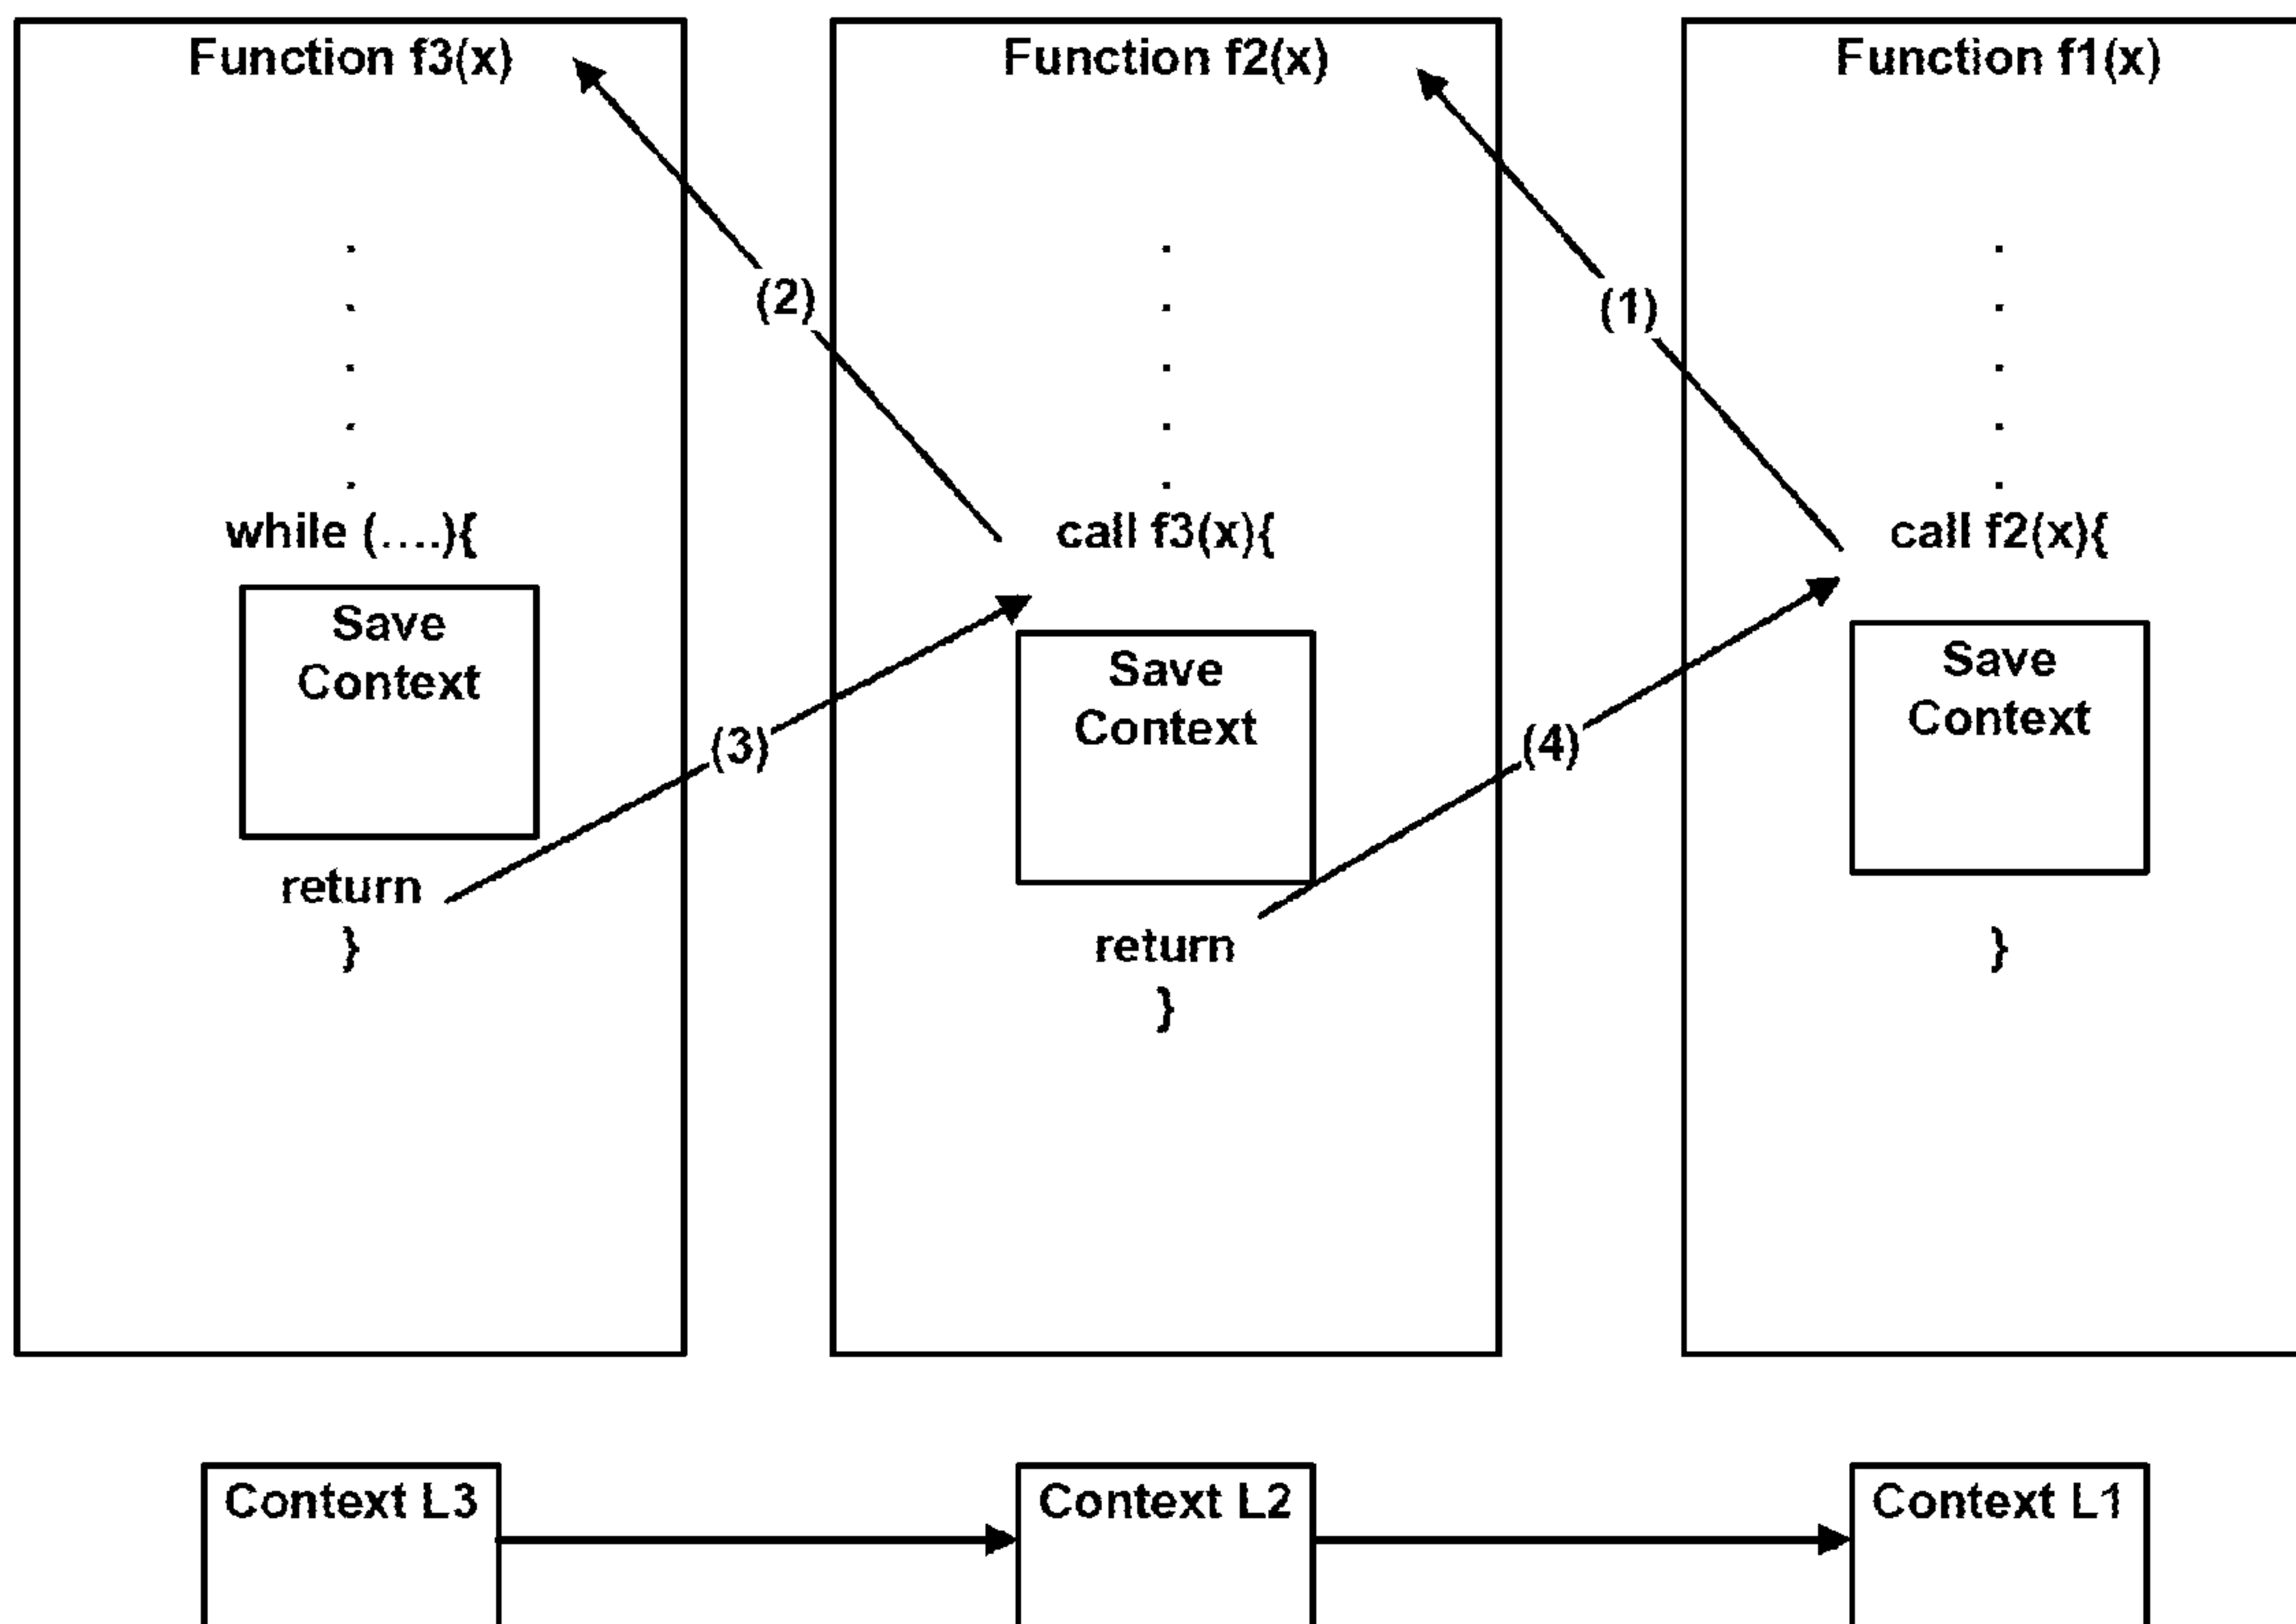 Function f3(x)
.
.
.
.
.
while (....){
Save
Context
return
}
(2)
(3)
Function f2(x)
.
.
.
.
.
call f3(x){
Save
Context
return
}
(1)
(4)
Function f1(x)
.
.
.
.
.
call f2(x){
Save
Context
}
Context L3
Context L2
Context L1